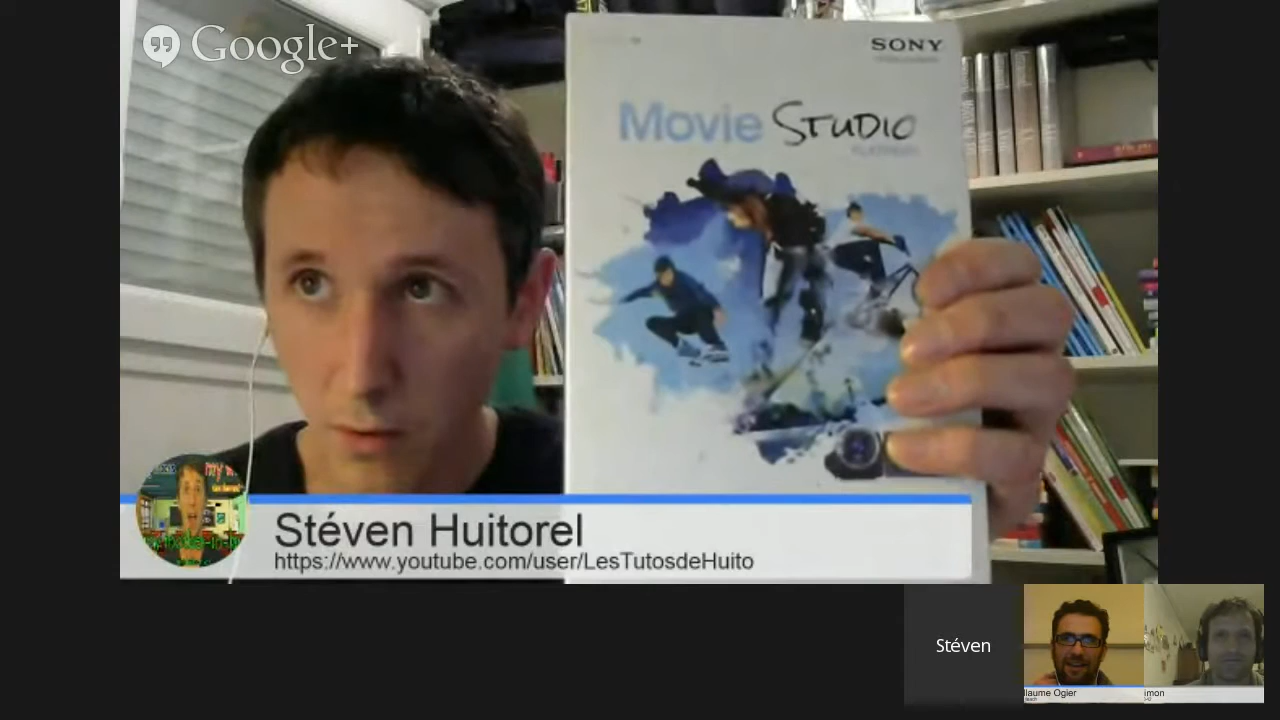 Google+
SONY
Movie STUDIO
Stéven Huitorel
https://www.youtube.com/user/LesTutosdeHuito
Stéven
llaume Ogier
imon